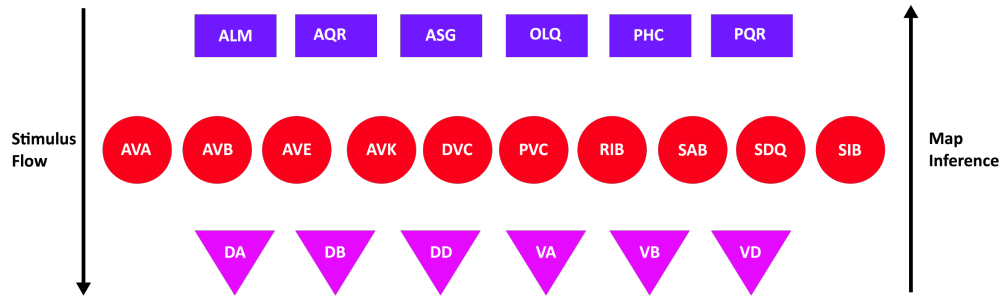 ALM AQR ASG OLQ PHC PQR
Stimulus
Flow
AVA AVB AVE AVK DVC PVC RIB SAB SDQ SIB
Map
Inference
DA DB DD VA VB VD